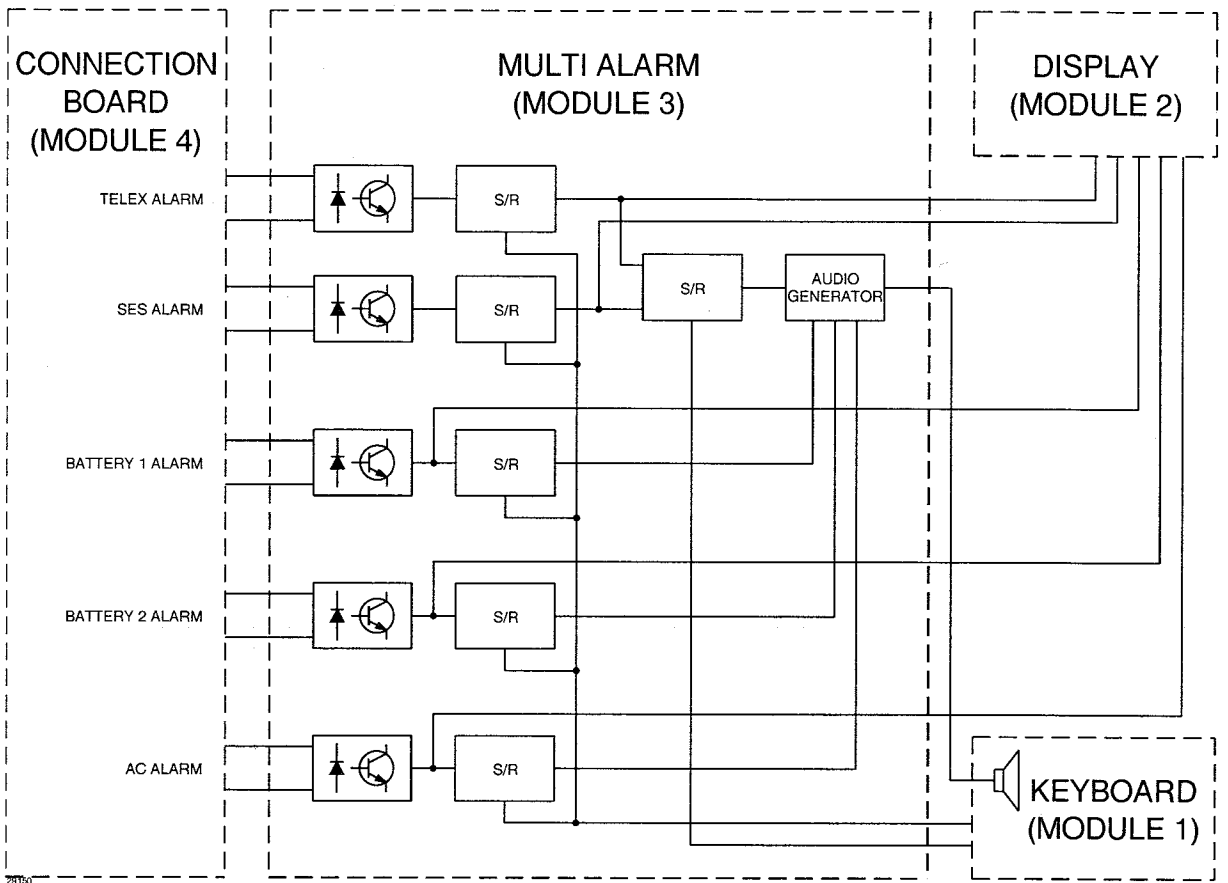 CONNECTION
BOARD
(MODULE 4)
MULTI ALARM
(MODULE 3)
DISPLAY
(MODULE 2)
TELEX ALARM
S/R
SES ALARM
S/R
S/R
AUDIO
GENERATOR
BATTERY 1 ALARM
S/R
BATTERY 2 ALARM
S/R
AC ALARM
S/R
KEYBOARD
(MODULE 1)